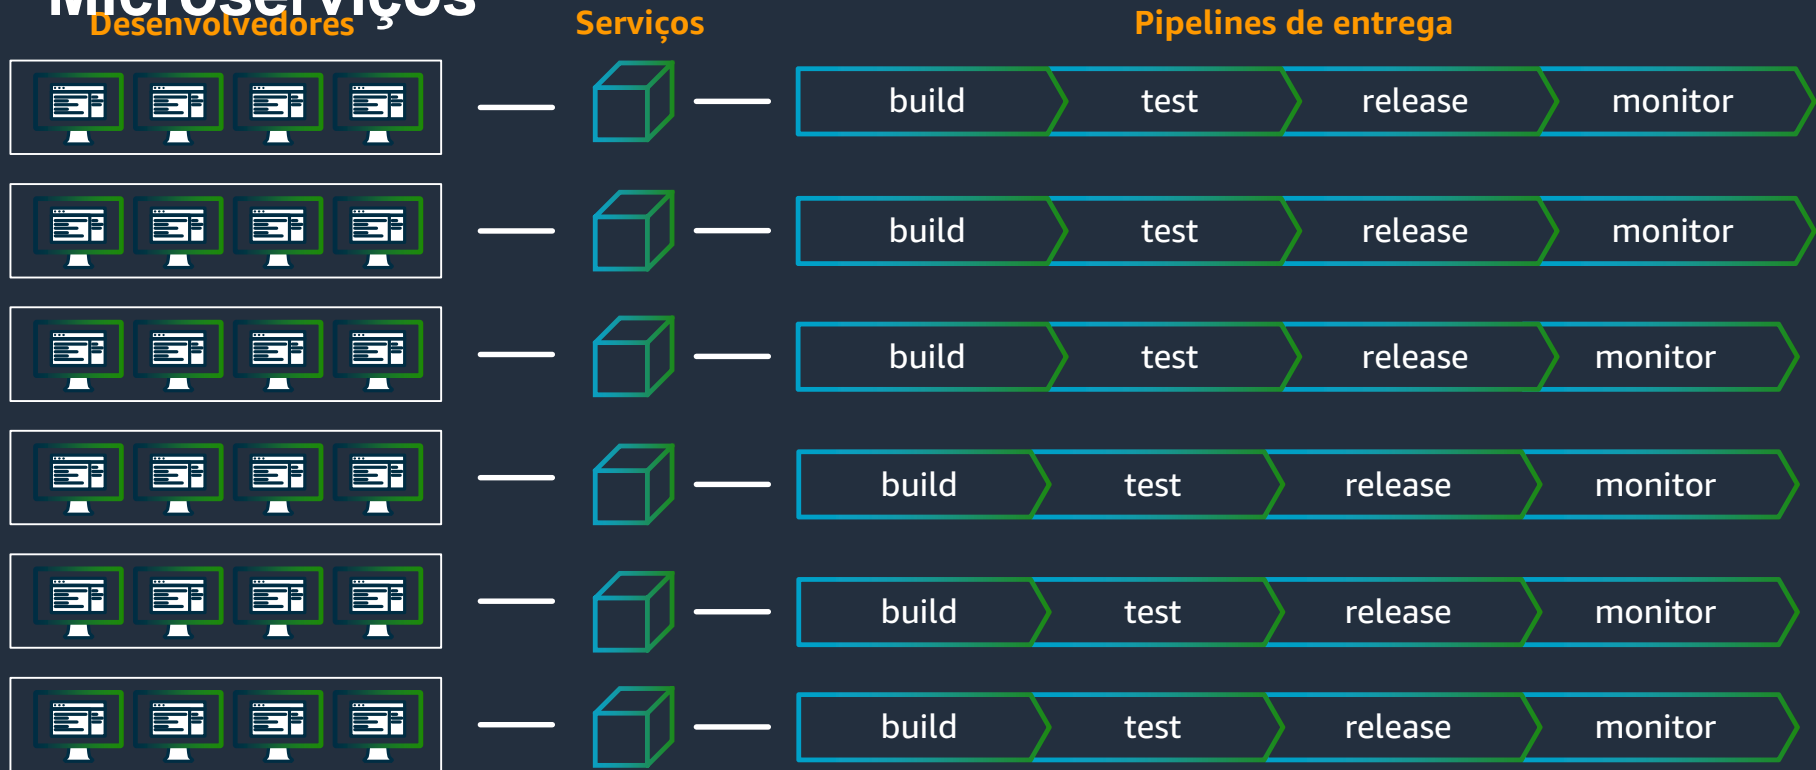 Microserviços
Desenvolvedores Serviços Pipelines de entrega
build test release monitor
build test release monitor
build test release monitor
build test release monitor
build test release monitor
build test release monitor